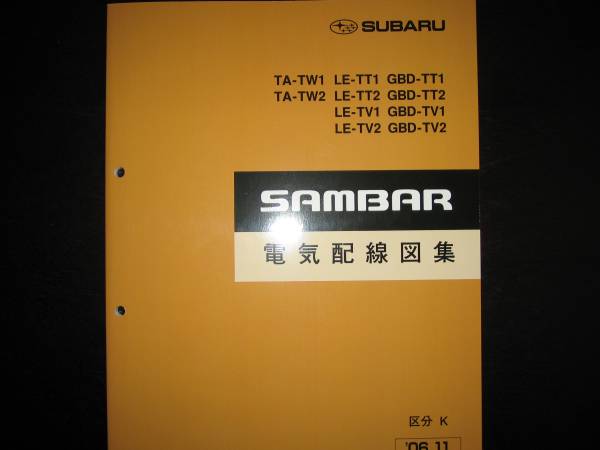 SUBARU
TA-TW1 LE-TT1 GBD-TT1
TA-TW2 LE-TT2 GBD-TT2
LE-TV1 GBD-TV1
LE-TV2 GBD-TV2
SAMBAR
電気配線図集
区分 K
'06.11